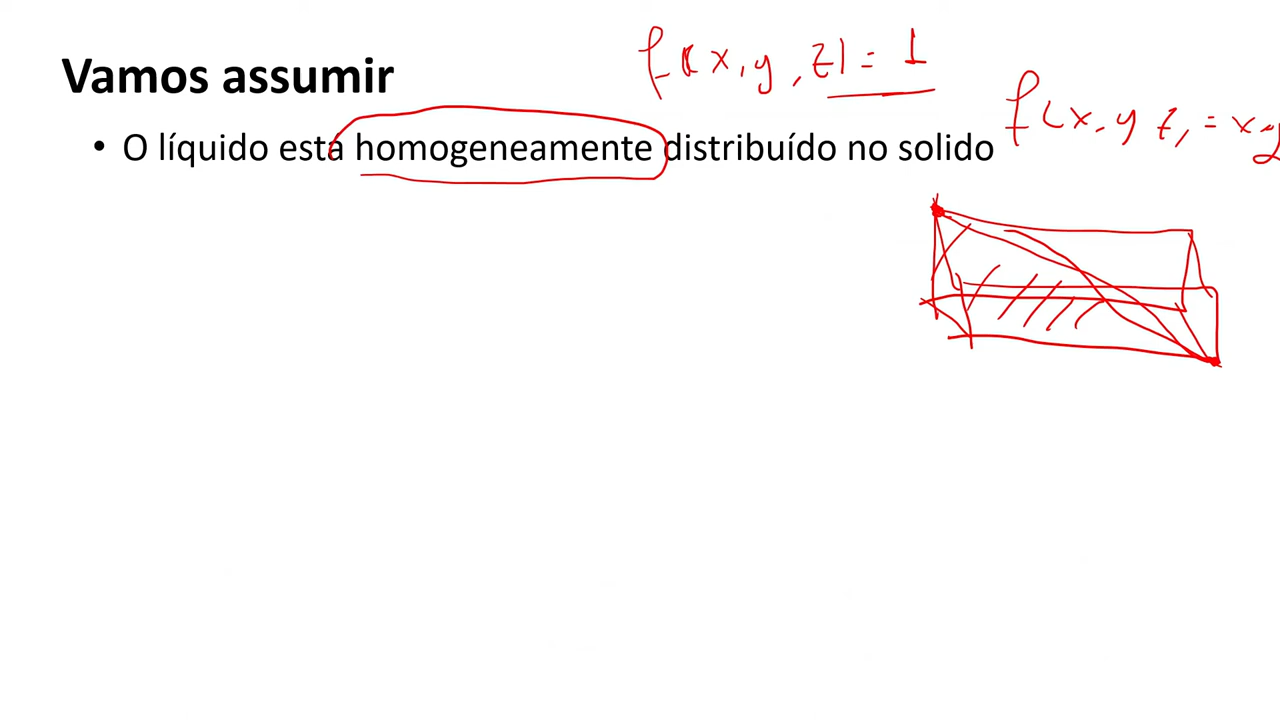 Vamos assumir
f(x, y, z) = 1
• O líquido está homogeneamente distribuído no solido
f(x, y z) = x y